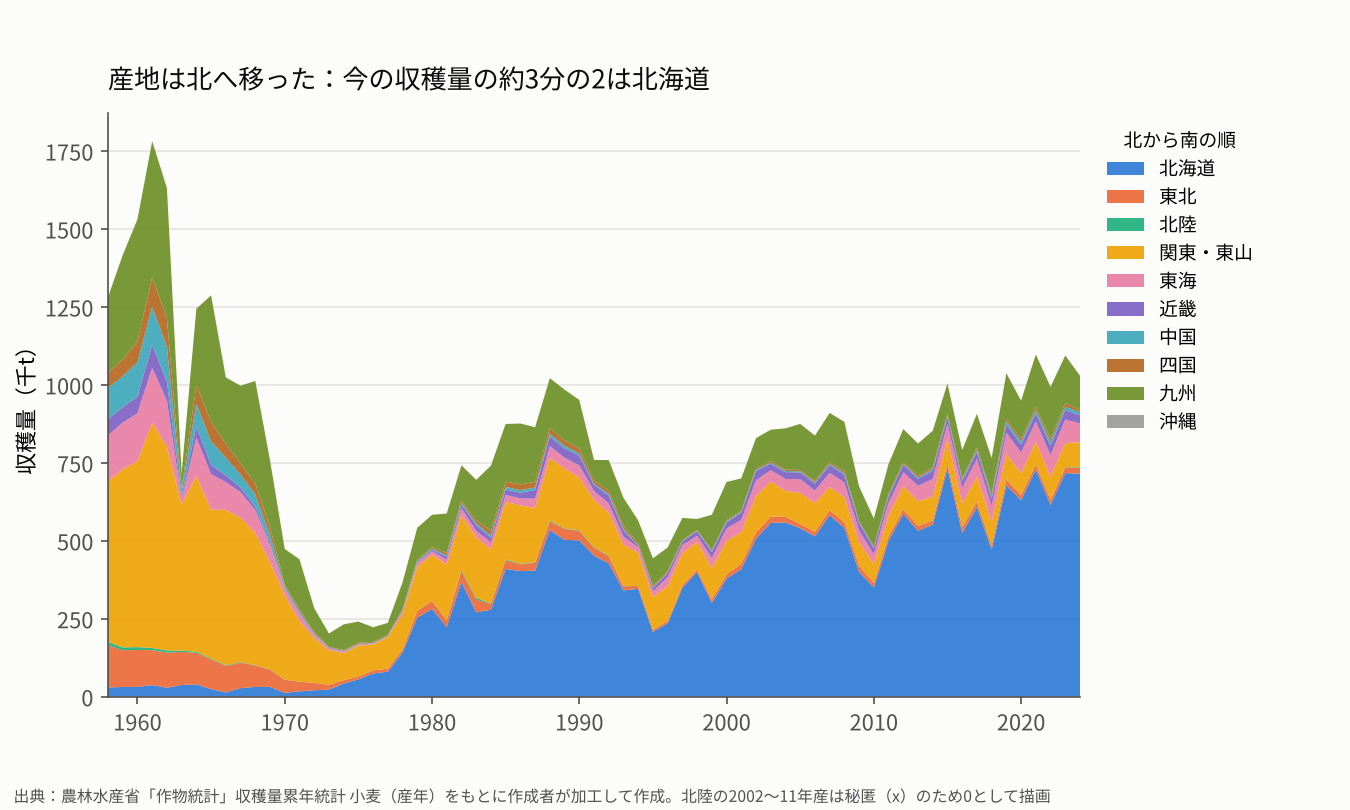 産地は北へ移った：今の収穫量の約3分の2は北海道
収穫量（千t）
1750
1500
1250
1000
750
500
250
0
1960
1970
1980
1990
2000
2010
2020
北から南の順
北海道
東北
北陸
関東・東山
東海
近畿
中国
四国
九州
沖縄
出典：農林水産省「作物統計」収穫量累年統計 小麦（産年）をもとに作成者が加工して作成。北陸の2002〜11年産は秘匿（x）のため0として描画